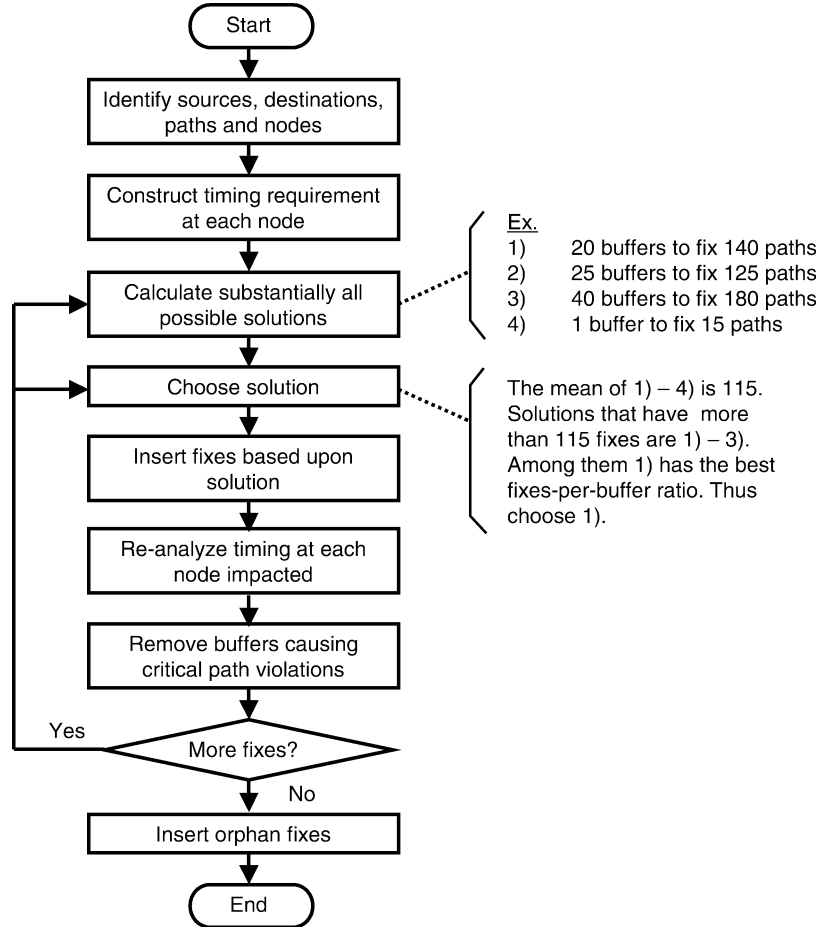 Start
Identify sources, destinations,
paths and nodes
Construct timing requirement
at each node
Calculate substantially all
possible solutions
Ex.
1) 20 buffers to fix 140 paths
2) 25 buffers to fix 125 paths
3) 40 buffers to fix 180 paths
4) 1 buffer to fix 15 paths
Choose solution
The mean of 1) – 4) is 115.
Solutions that have more
than 115 fixes are 1) – 3).
Among them 1) has the best
fixes-per-buffer ratio. Thus
choose 1).
Insert fixes based upon
solution
Re-analyze timing at each
node impacted
Remove buffers causing
critical path violations
Yes
More fixes?
No
Insert orphan fixes
End